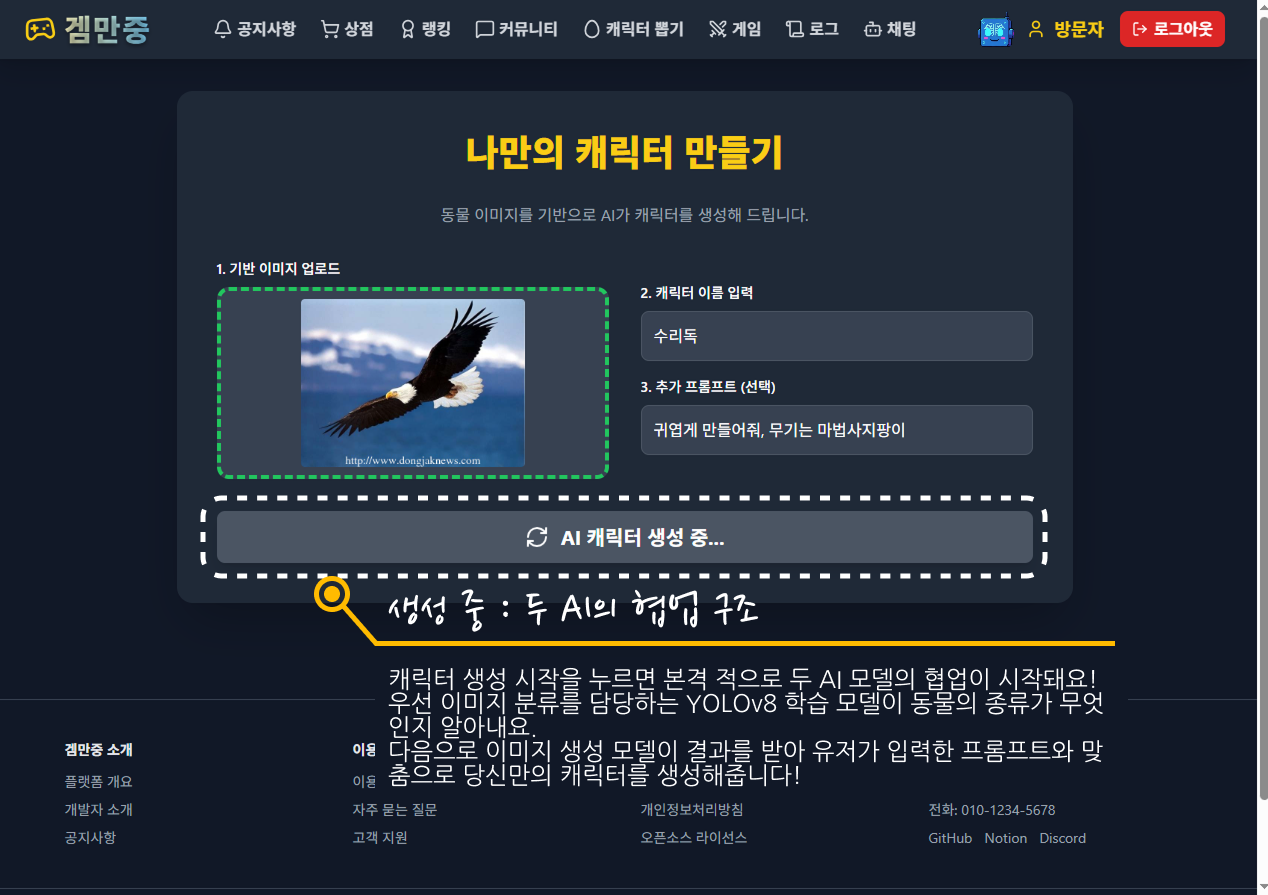 겜만중
공지사항 상점 랭킹 커뮤니티 캐릭터 뽑기 게임 로그 채팅 방문자 로그아웃
나만의 캐릭터 만들기
동물 이미지를 기반으로 AI가 캐릭터를 생성해 드립니다.
1. 기반 이미지 업로드
http://www.dongjaknews.com
2. 캐릭터 이름 입력
수리독
3. 추가 프롬프트 (선택)
귀엽게 만들어줘, 무기는 마법사지팡이
AI 캐릭터 생성 중...
생성 중 : 두 AI의 협업 구조
캐릭터 생성 시작을 누르면 본격 적으로 두 AI 모델의 협업이 시작돼요!
우선 이미지 분류를 담당하는 YOLOv8 학습 모델이 동물의 종류가 무엇
인지 알아내요.
다음으로 이미지 생성 모델이 결과를 받아 유저가 입력한 프롬프트와 맞
춤으로 당신만의 캐릭터를 생성해줍니다!
겜만중 소개
플랫폼 개요
개발자 소개
공지사항
이용
이용
자주 묻는 질문
고객 지원
개인정보처리방침
오픈소스 라이선스
전화: 010-1234-5678
GitHub Notion Discord